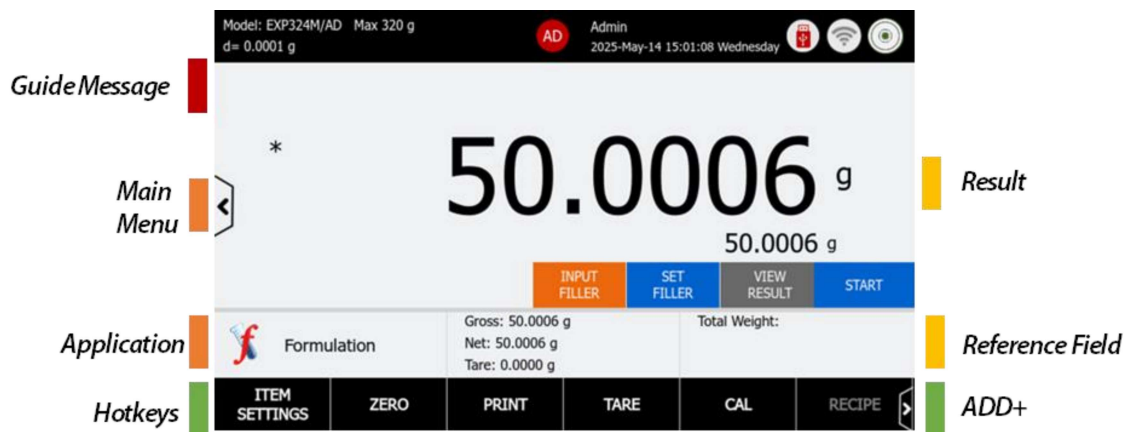 Model: EXP324M/AD Max 320 g
d= 0.0001 g
AD
Admin
2025-May-14 15:01:08 Wednesday
Guide Message
*
50.0006 g
Result
Main
Menu
50.0006 g
INPUT
FILLER
SET
FILLER
VIEW
RESULT
START
Application
Formulation
Gross: 50.0006 g
Net: 50.0006 g
Tare: 0.0000 g
Total Weight:
Reference Field
Hotkeys
ITEM
SETTINGS
ZERO
PRINT
TARE
CAL
RECIPE
ADD+